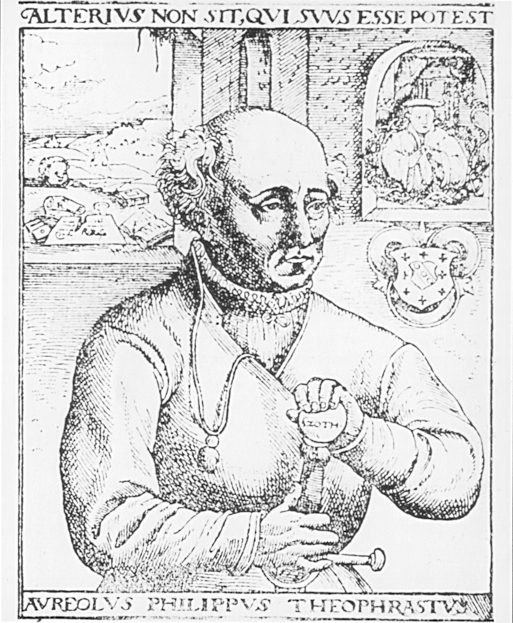 ALTERIVS NON SIT, QVI SVVS ESSE POTEST
AZOTH
AVREOLVS PHILIPPVS THEOPHRASTVS